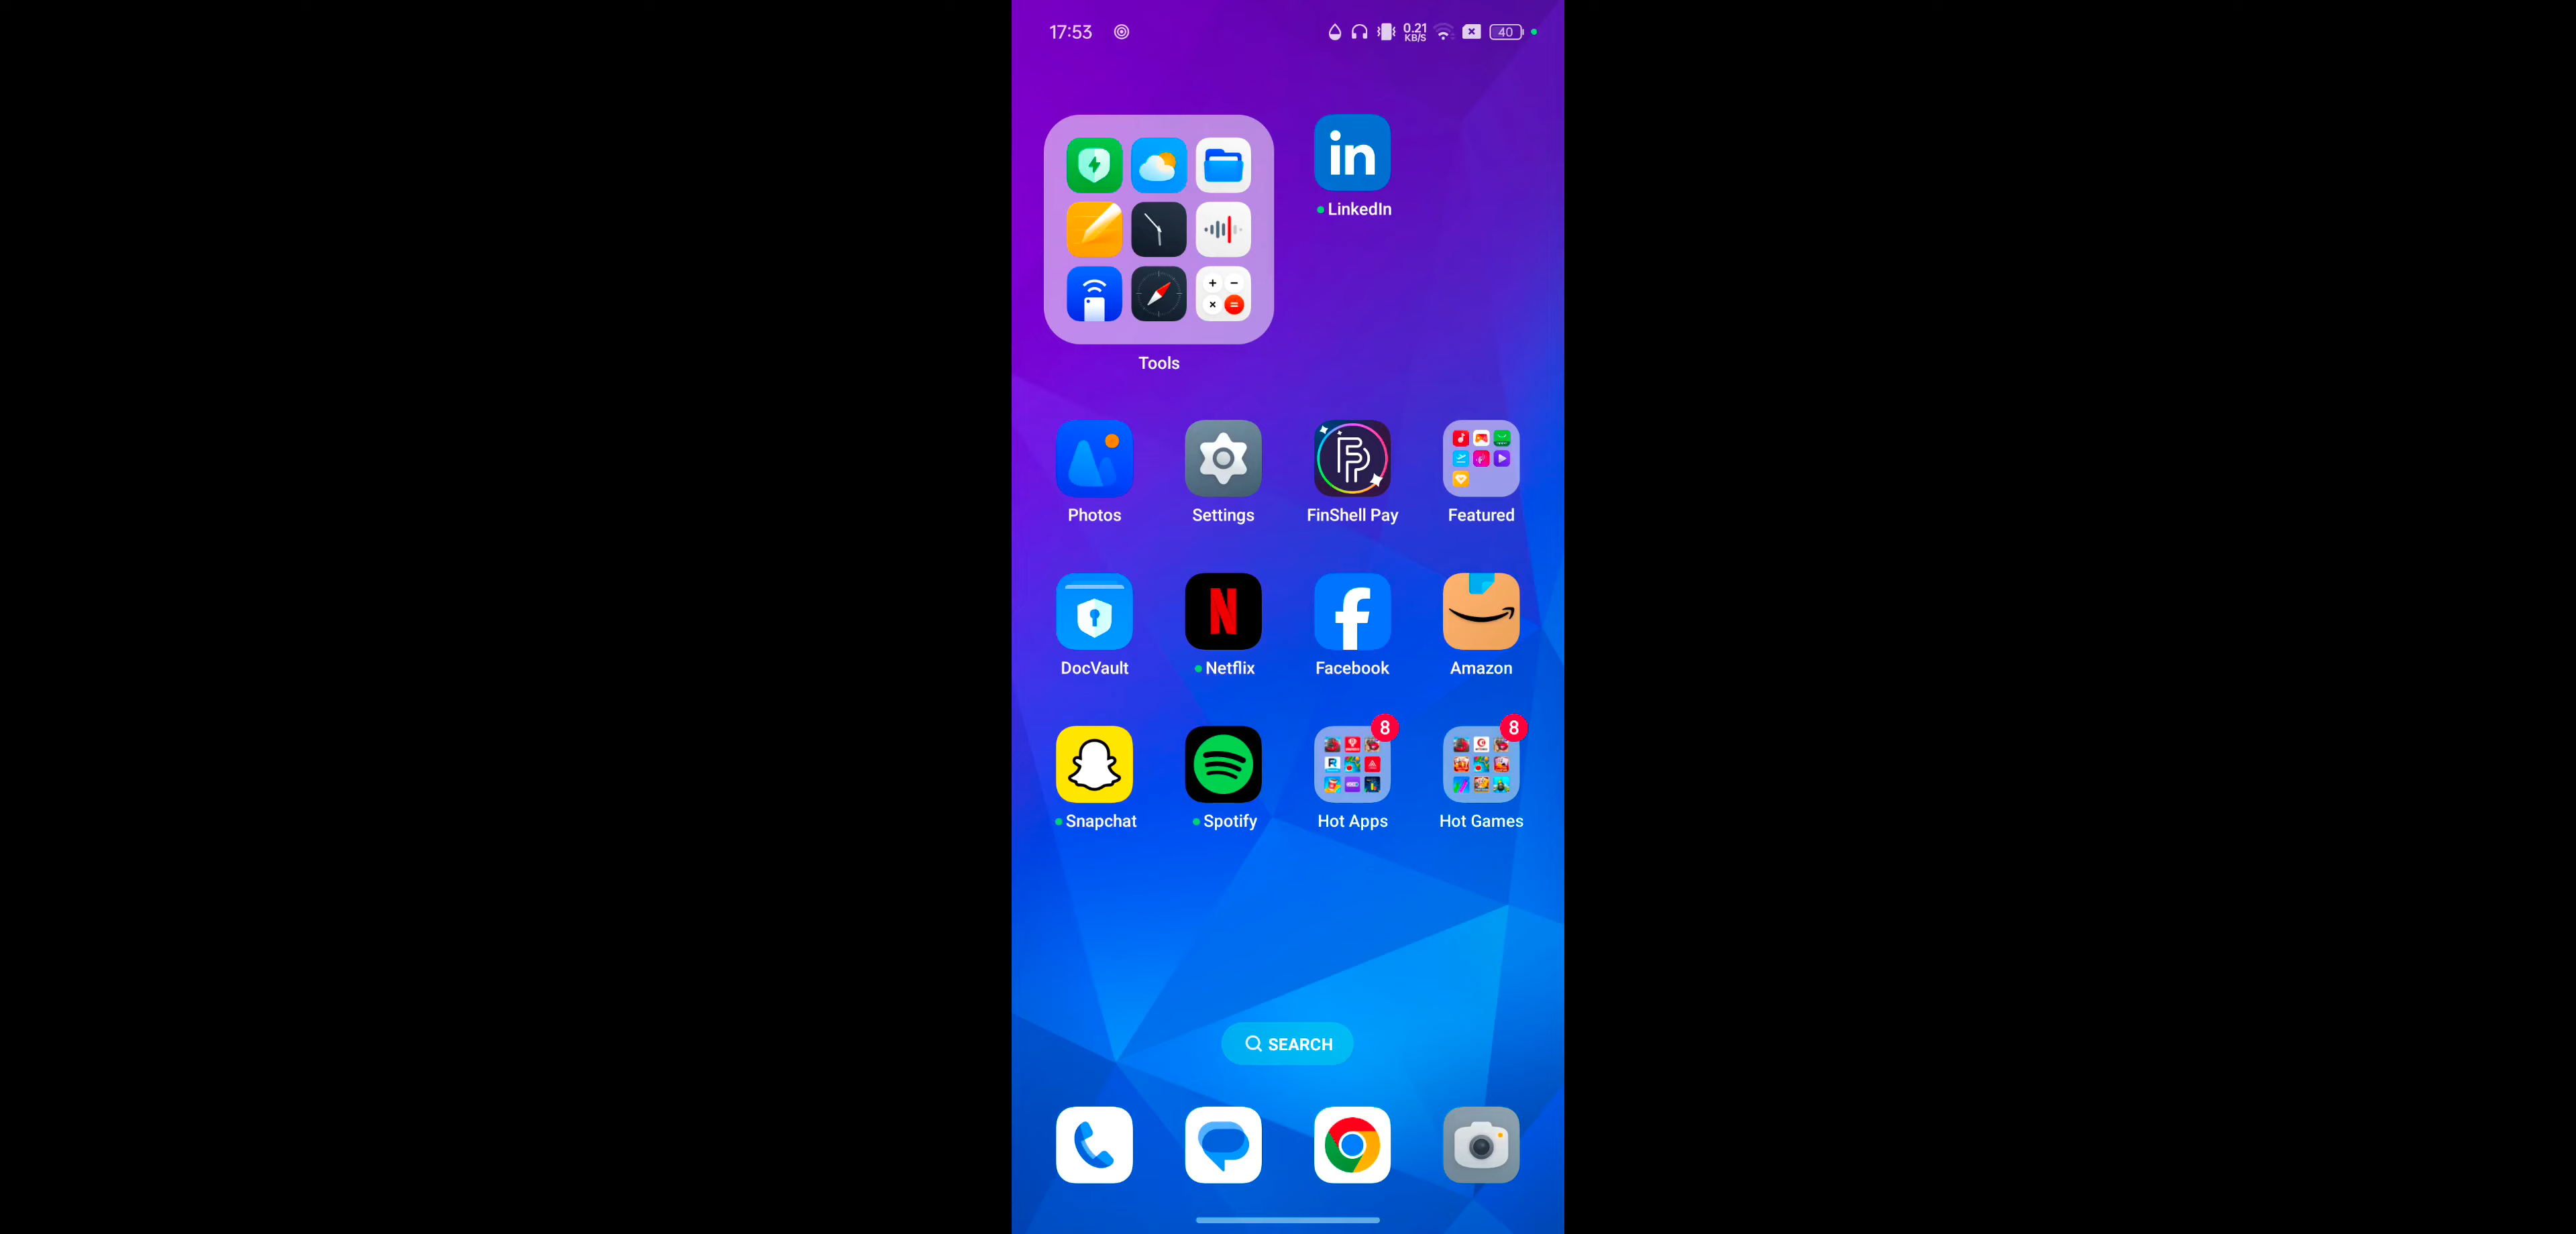 17:53
0.21
KB/S
40
in
LinkedIn
Tools
Photos
Settings
FinShell Pay
Featured
DocVault
Netflix
Facebook
Amazon
8
8
Snapchat
Spotify
Hot Apps
Hot Games
SEARCH